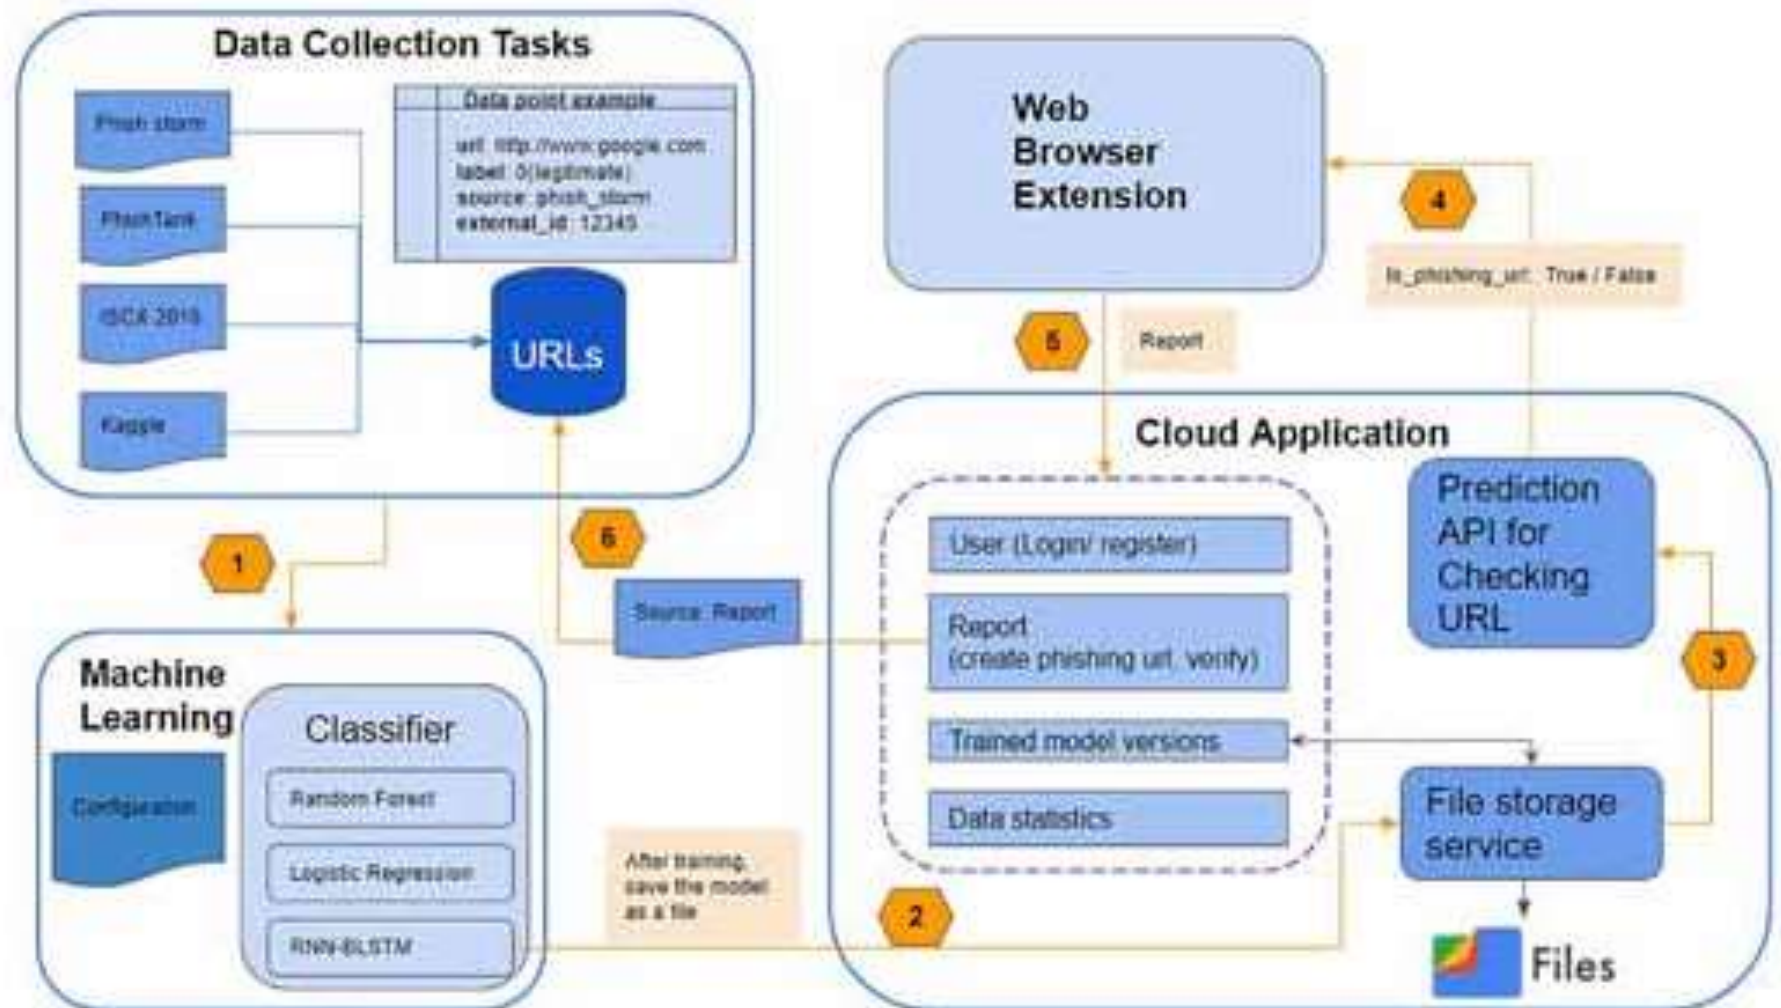 Data Collection Tasks
Phish storm
PhishTank
Kaggle
Data point example
url: http://www.google.com
label: 0(legitimate)
source: phish_storm
external_id: 12345
URLs
Web
Browser
Extension
4
Is_phishing_url: True / False
5
Report
Cloud Application
User (Login/ register)
Report
(create phishing url, verify)
Trained model versions
Data statistics
Prediction
API for
Checking
URL
3
File storage
service
Files
1
6
Source: Report
Machine
Learning
Configuration
Classifier
Random Forest
Logistic Regression
RNN-BLSTM
After training,
save the model
as a file
2